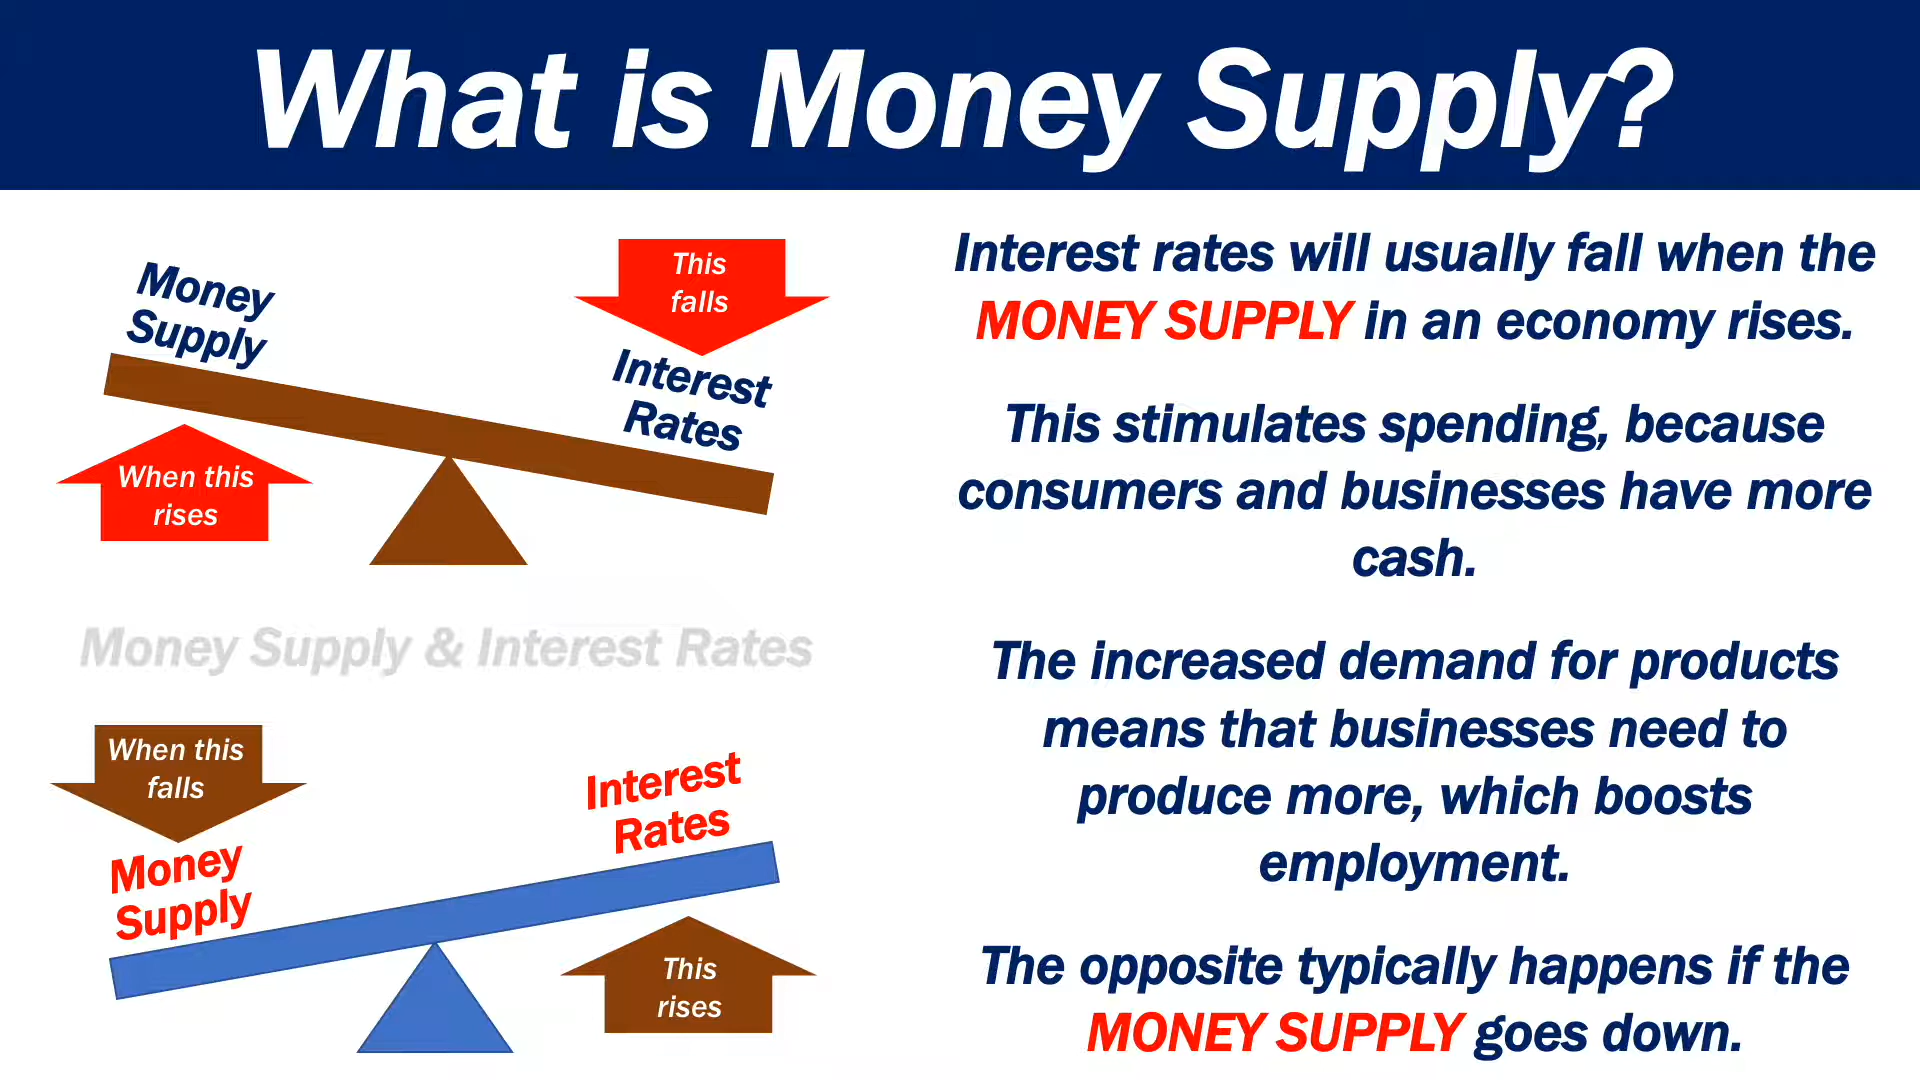 What is Money Supply?
Money
Supply
This
falls
Interest
Rates
When this
rises
Money Supply & Interest Rates
When this
falls
Money
Supply
Interest
Rates
This
rises
Interest rates will usually fall when the
MONEY SUPPLY in an economy rises.
This stimulates spending, because
consumers and businesses have more
cash.
The increased demand for products
means that businesses need to
produce more, which boosts
employment.
The opposite typically happens if the
MONEY SUPPLY goes down.